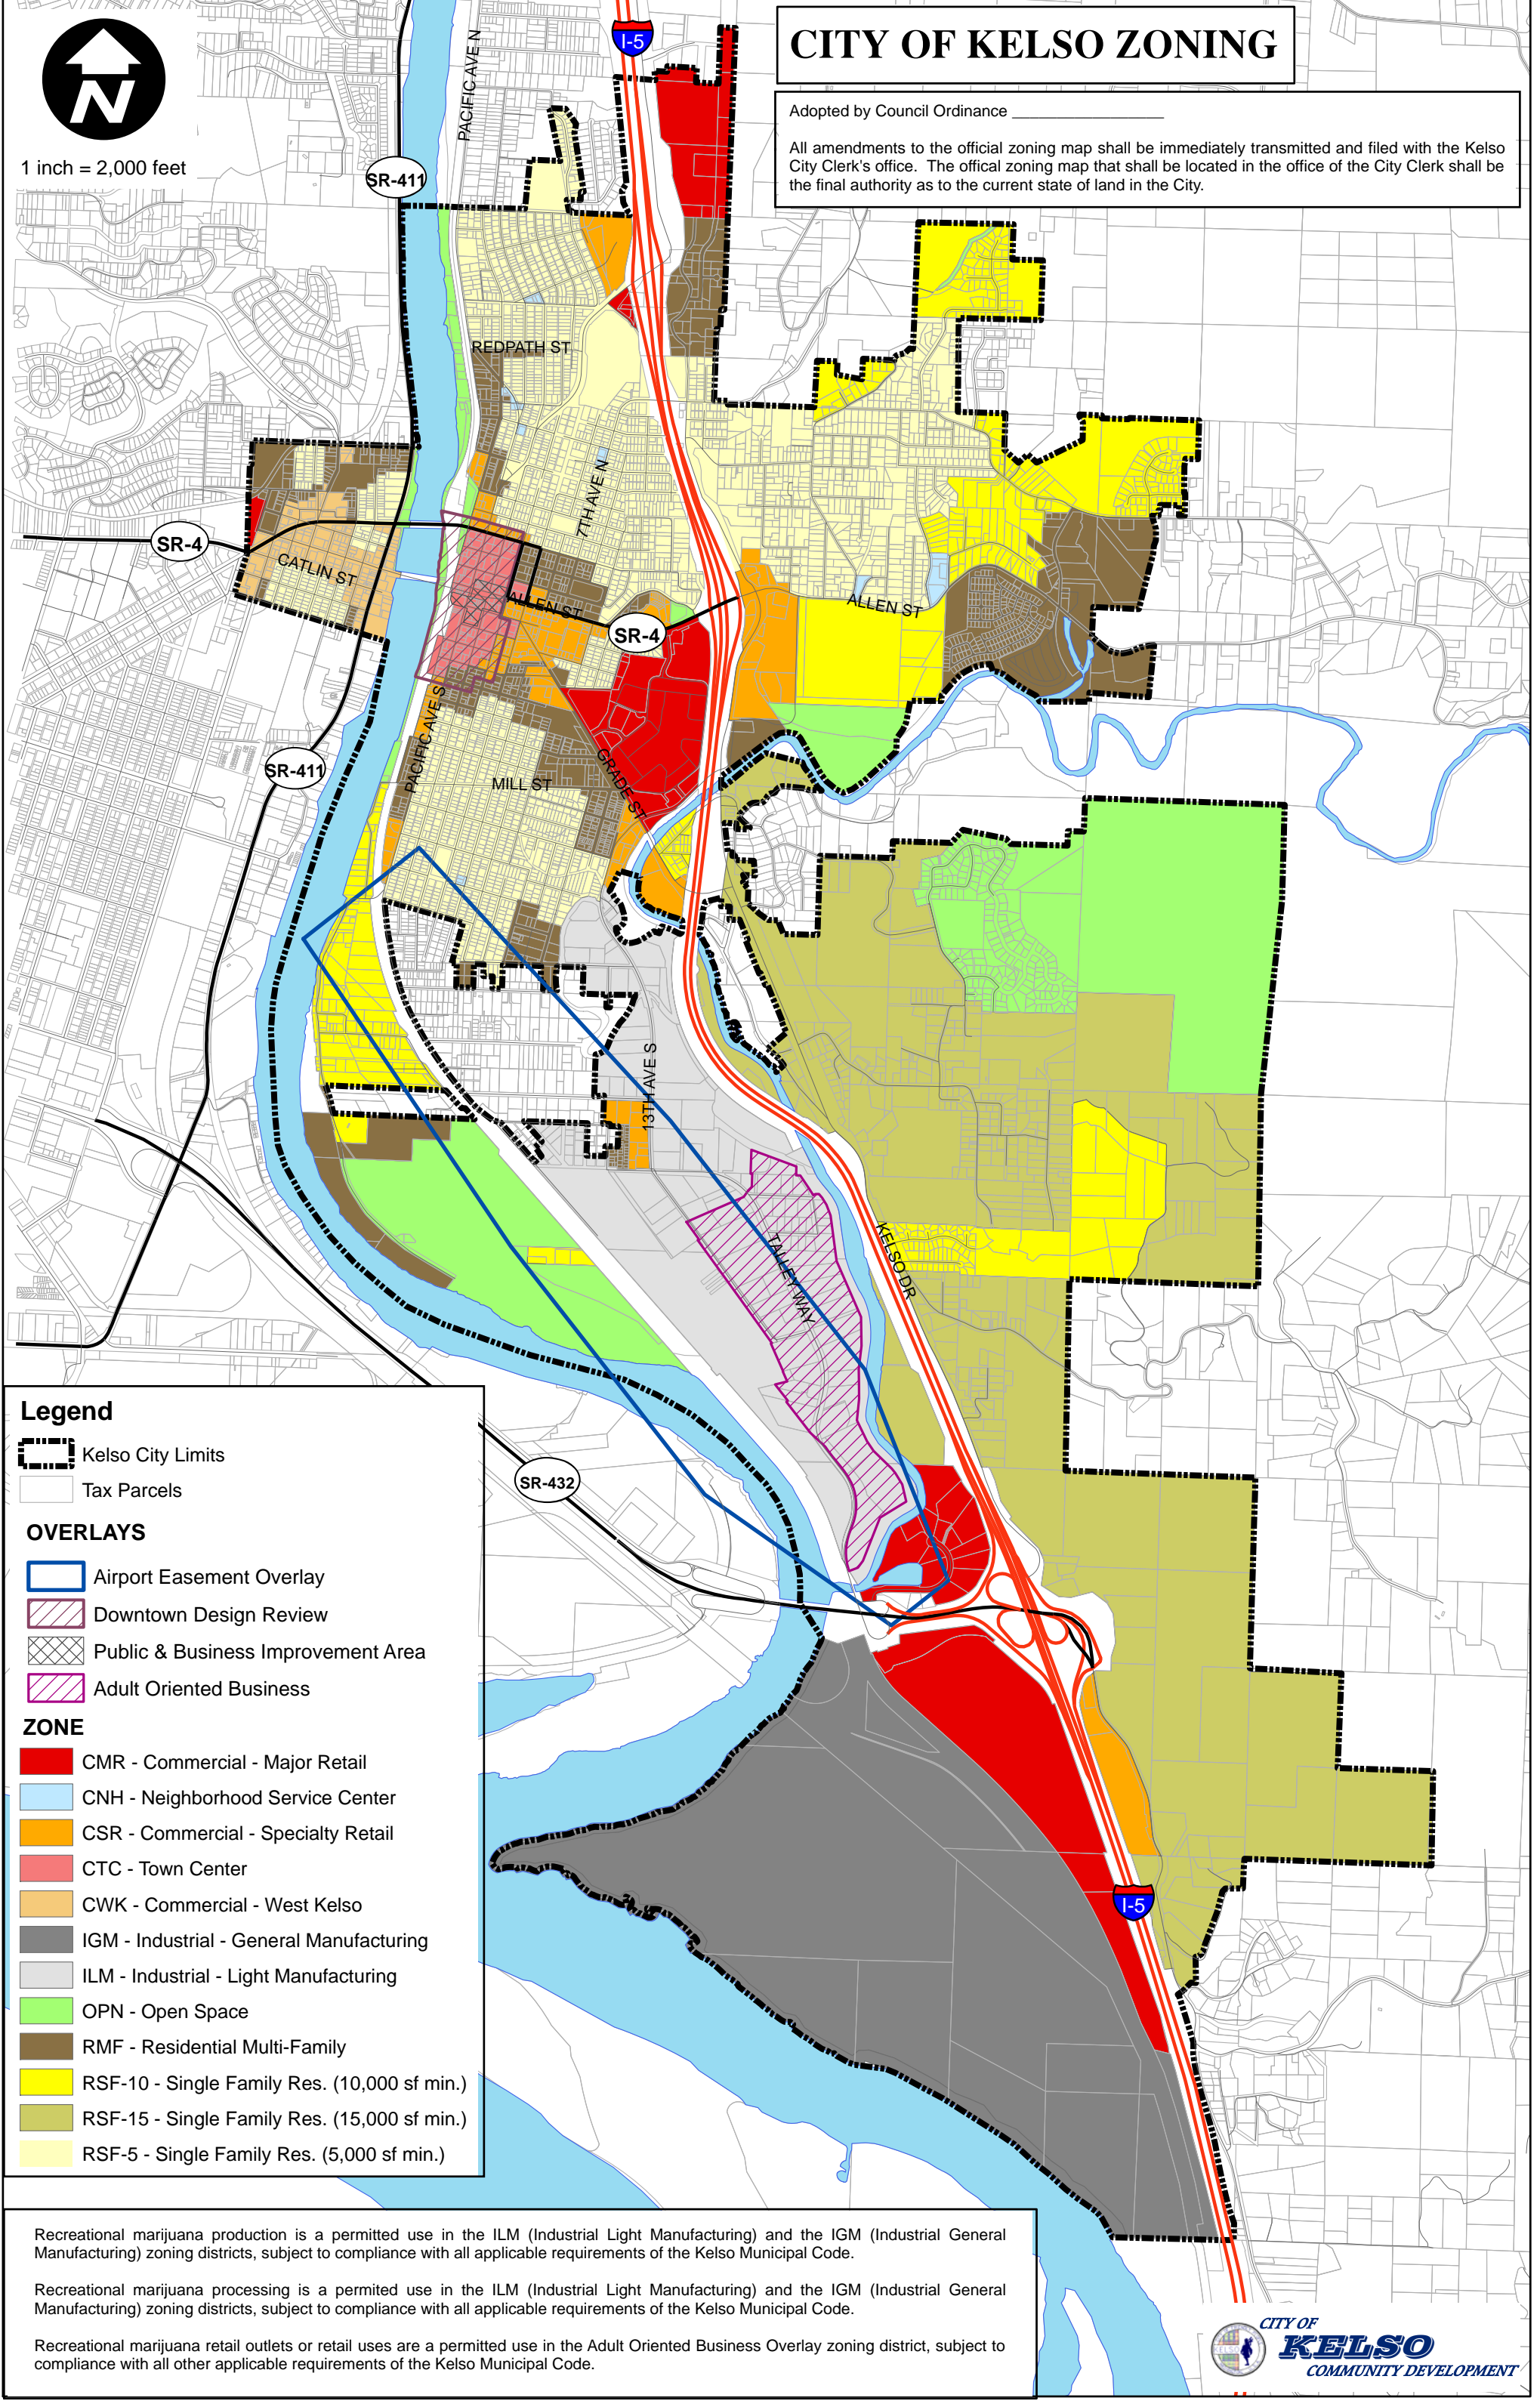 CITY OF KELSO ZONING
Adopted by Council Ordinance __________________
All amendments to the official zoning map shall be immediately transmitted and filed with the Kelso
City Clerk's office. The offical zoning map that shall be located in the office of the City Clerk shall be
the final authority as to the current state of land in the City.
N
1 inch = 2,000 feet
I-5
PACIFIC AVE N
SR-411
REDPATH ST
7TH AVE N
SR-4
CATLIN ST
ALLEN ST
ALLEN ST
SR-4
PACIFIC AVE S
SR-411
MILL ST
GRADE ST
13TH AVE S
TALLEY WAY
KELSO DR
SR-432
I-5
Legend
Kelso City Limits
Tax Parcels
OVERLAYS
Airport Easement Overlay
Downtown Design Review
Public & Business Improvement Area
Adult Oriented Business
ZONE
CMR - Commercial - Major Retail
CNH - Neighborhood Service Center
CSR - Commercial - Specialty Retail
CTC - Town Center
CWK - Commercial - West Kelso
IGM - Industrial - General Manufacturing
ILM - Industrial - Light Manufacturing
OPN - Open Space
RMF - Residential Multi-Family
RSF-10 - Single Family Res. (10,000 sf min.)
RSF-15 - Single Family Res. (15,000 sf min.)
RSF-5 - Single Family Res. (5,000 sf min.)
Recreational marijuana production is a permitted use in the ILM (Industrial Light Manufacturing) and the IGM (Industrial General
Manufacturing) zoning districts, subject to compliance with all applicable requirements of the Kelso Municipal Code.
Recreational marijuana processing is a permited use in the ILM (Industrial Light Manufacturing) and the IGM (Industrial General
Manufacturing) zoning districts, subject to compliance with all applicable requirements of the Kelso Municipal Code.
Recreational marijuana retail outlets or retail uses are a permitted use in the Adult Oriented Business Overlay zoning district, subject to
compliance with all other applicable requirements of the Kelso Municipal Code.
CITY OF
KELSO
COMMUNITY DEVELOPMENT